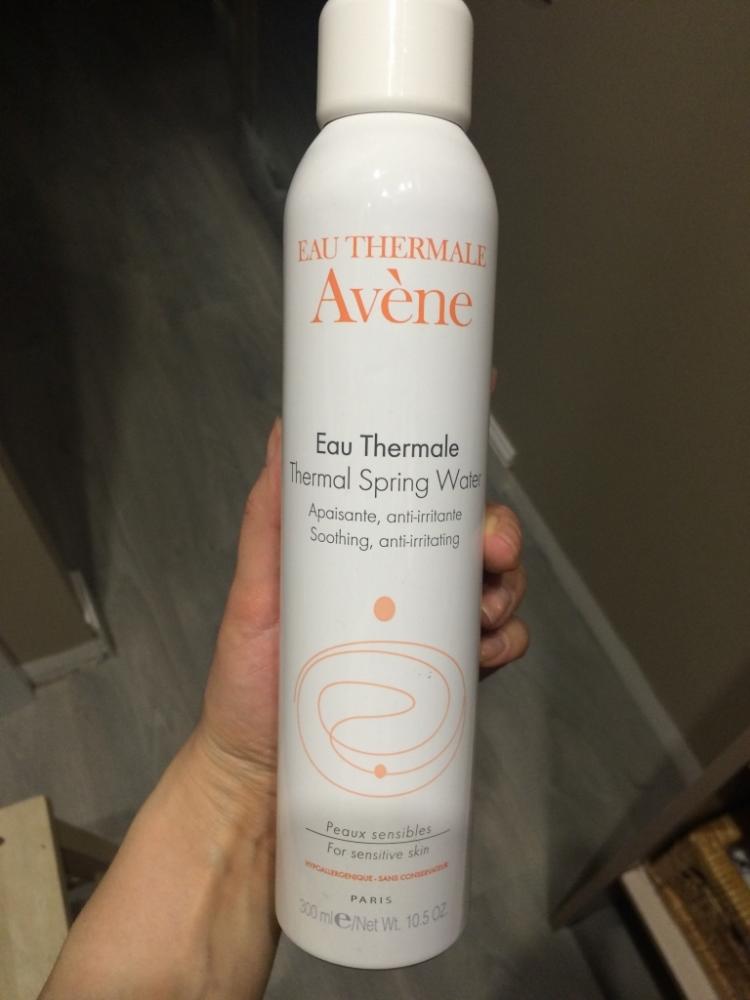 EAU THERMALE
Avène
Eau Thermale
Thermal Spring Water
Apaisante, anti-irritante
Soothing, anti-irritating
Peaux sensibles
For sensitive skin
HYPOALLERGENIQUE - SANS CONSERVATEUR
PARIS
300 ml e/Net Wt. 10.5 OZ.